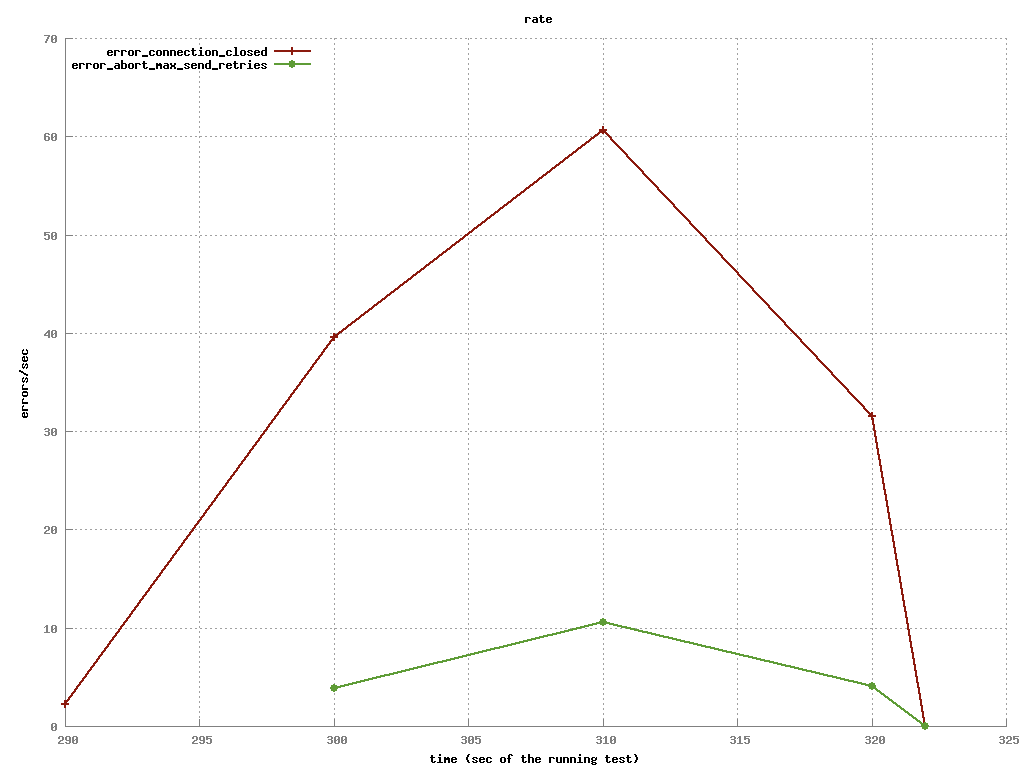 rate
error_connection_closed
error_abort_max_send_retries
70
60
50
40
30
20
10
0
errors/sec
290 295 300 305 310 315 320 325
time (sec of the running test)